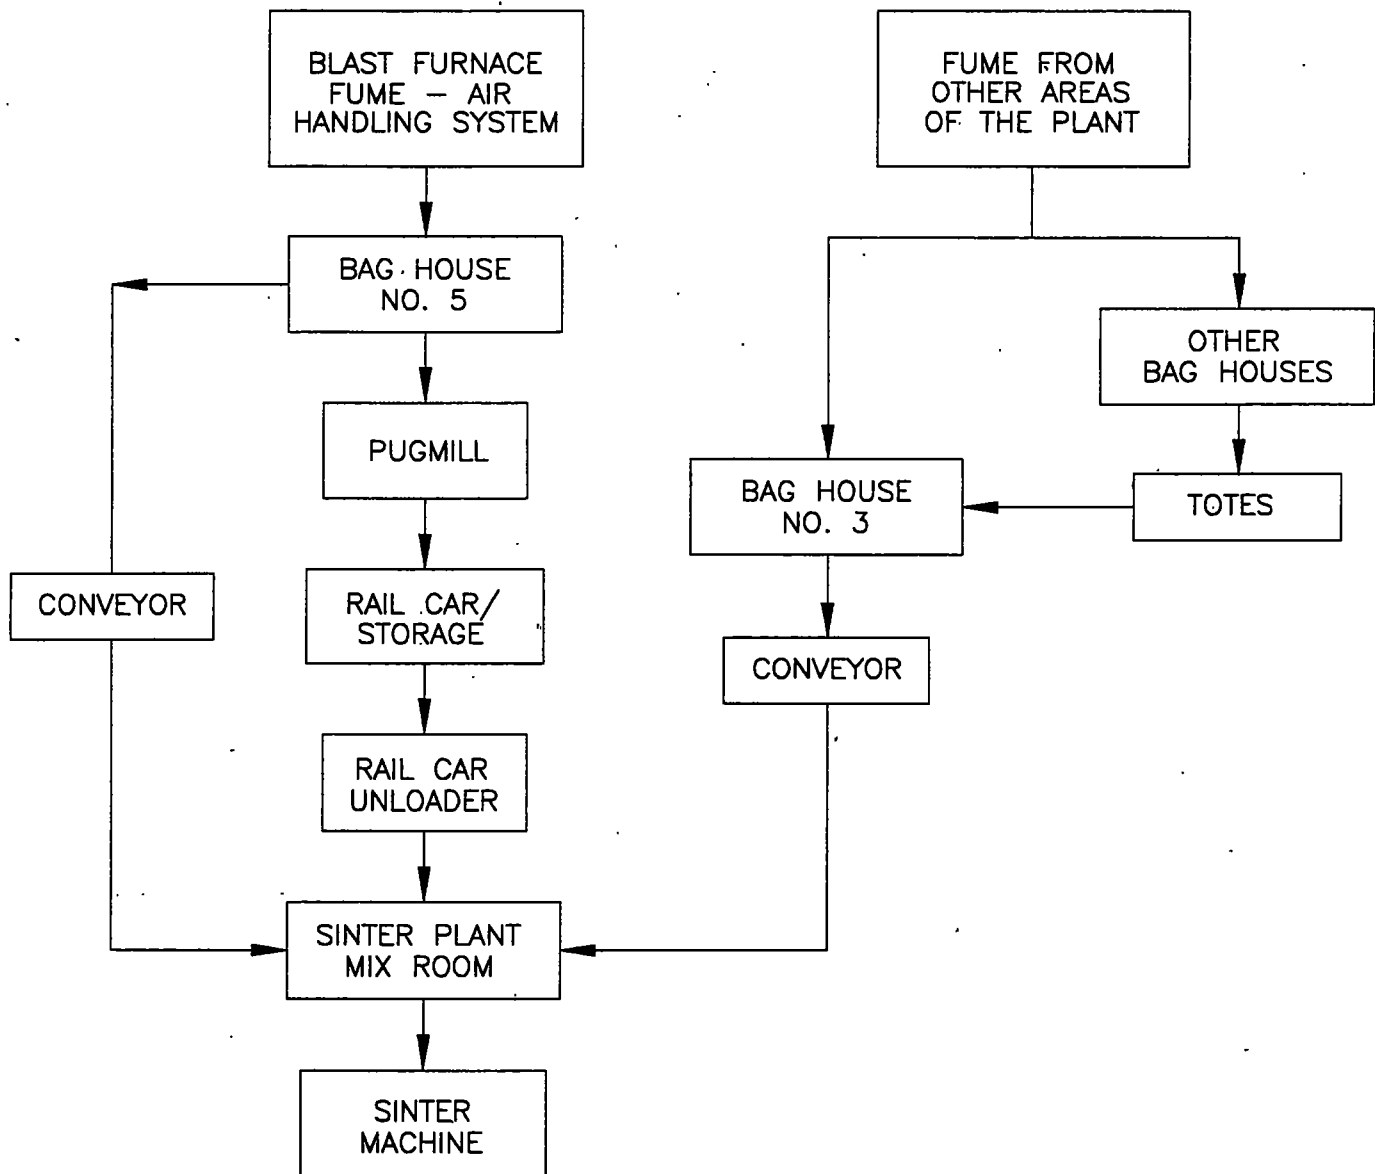 BLAST FURNACE
FUME — AIR
HANDLING SYSTEM
FUME FROM
OTHER AREAS
OF THE PLANT
BAG HOUSE
NO. 5
OTHER
BAG HOUSES
PUGMILL
BAG HOUSE
NO. 3
TOTES
CONVEYOR
RAIL CAR/
STORAGE
CONVEYOR
RAIL CAR
UNLOADER
SINTER PLANT
MIX ROOM
SINTER
MACHINE